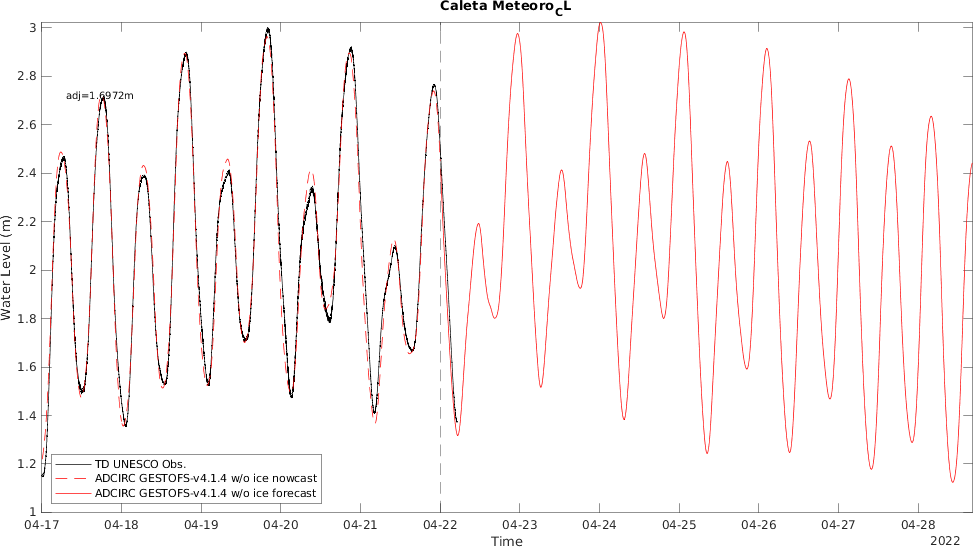 Caleta Meteoro_CL
3
2.8
adj=1.6972m
2.6
2.4
2.2
2
1.8
1.6
1.4
1.2
1
Water Level (m)
TD UNESCO Obs.
ADCIRC GESTOFS-v4.1.4 w/o ice nowcast
ADCIRC GESTOFS-v4.1.4 w/o ice forecast
04-17 04-18 04-19 04-20 04-21 04-22 04-23 04-24 04-25 04-26 04-27 04-28
Time
2022